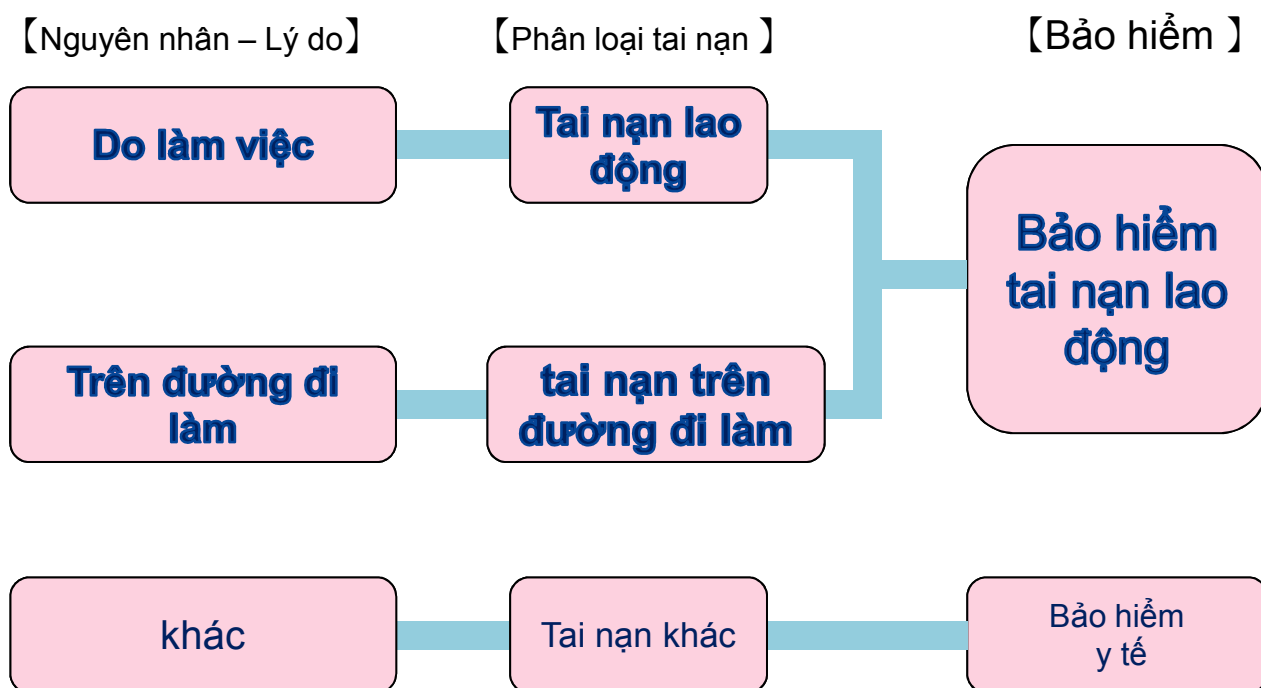 【Nguyên nhân – Lý do】
【Phân loại tai nạn 】
【Bảo hiểm 】
Do làm việc
Tai nạn lao
động
Bảo hiểm
tai nạn lao
động
Trên đường đi
làm
tai nạn trên
đường đi làm
khác
Tai nạn khác
Bảo hiểm
y tế